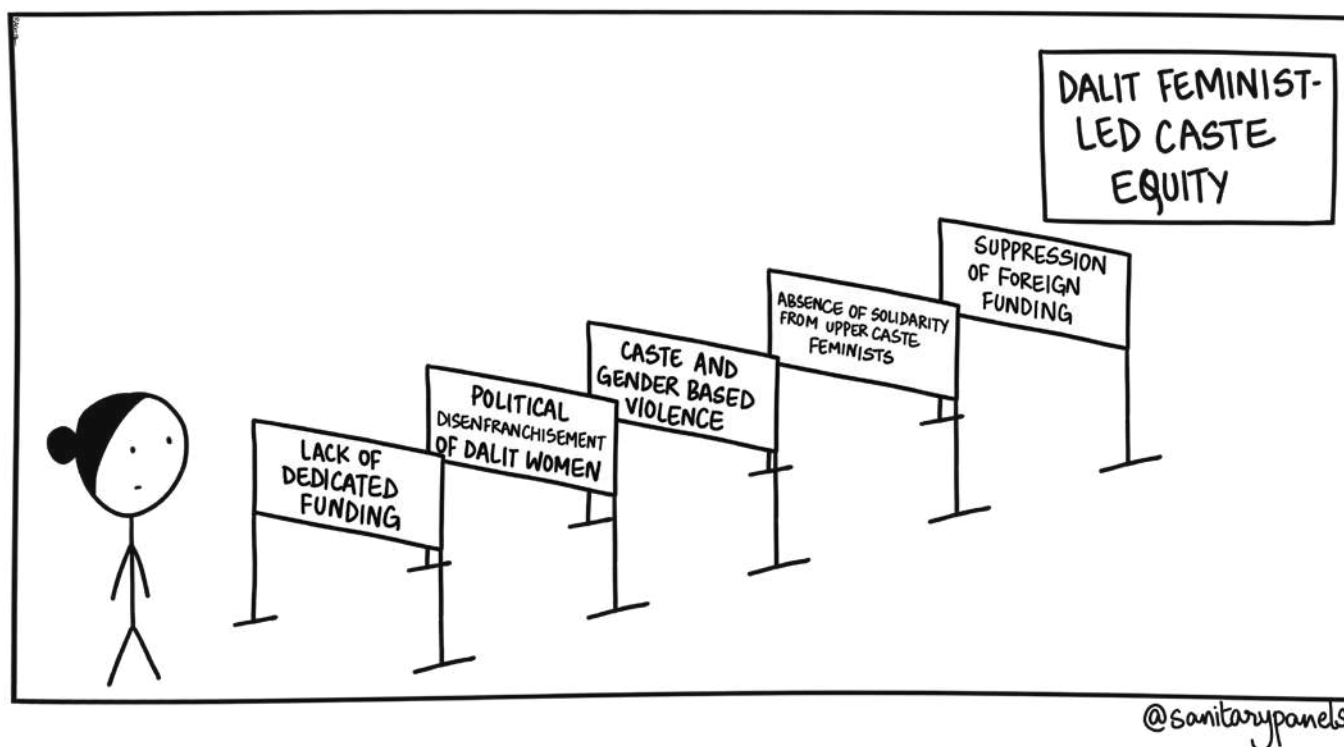 LACK OF
DEDICATED
FUNDING
POLITICAL
DISENFRANCHISEMENT
OF DALIT WOMEN
CASTE AND
GENDER BASED
VIOLENCE
ABSENCE OF SOLIDARITY
FROM UPPER CASTE
FEMINISTS
SUPPRESSION
OF FOREIGN
FUNDING
DALIT FEMINIST-
LED CASTE
EQUITY
@sanitarypanels